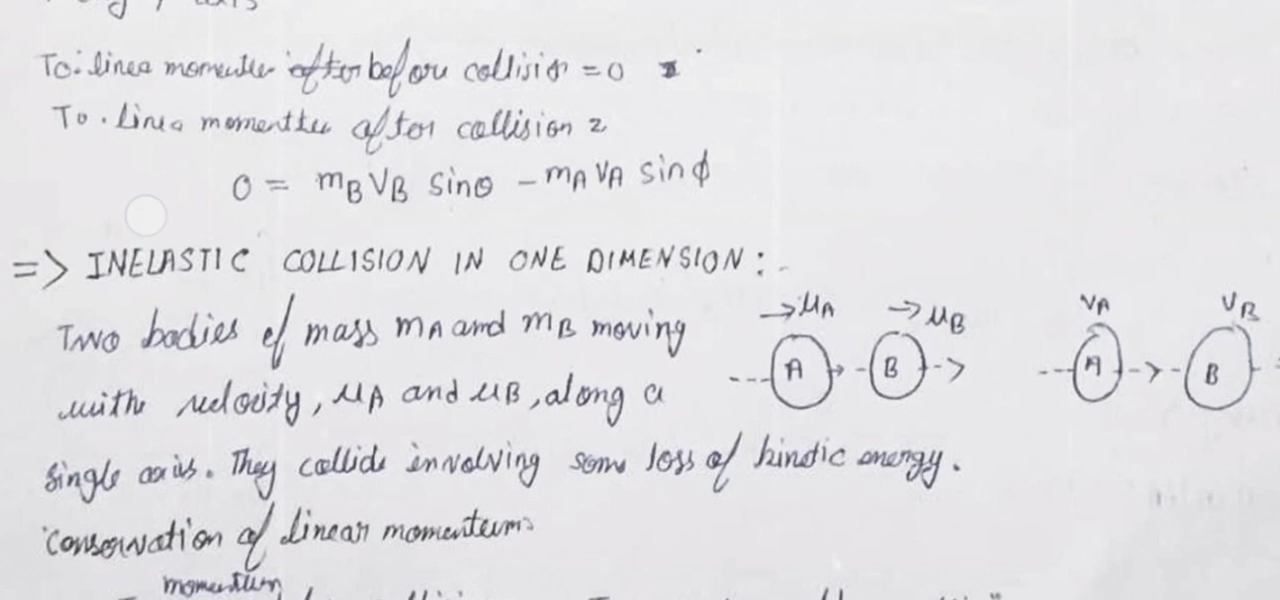 To. linea momentu after before collision = 0
To. linea momenttu after collision =
0 = mB VB sinθ - mA VA sinϕ
=> INELASTIC COLLISION IN ONE DIMENSION :-
Two bodies of mass mA and mB moving
with velocity, uA and uB, along a
single axis. They collide involving some loss of kinetic energy.
conservation of linear momentum:
momentum
→uA →uB VA VB
A B A B